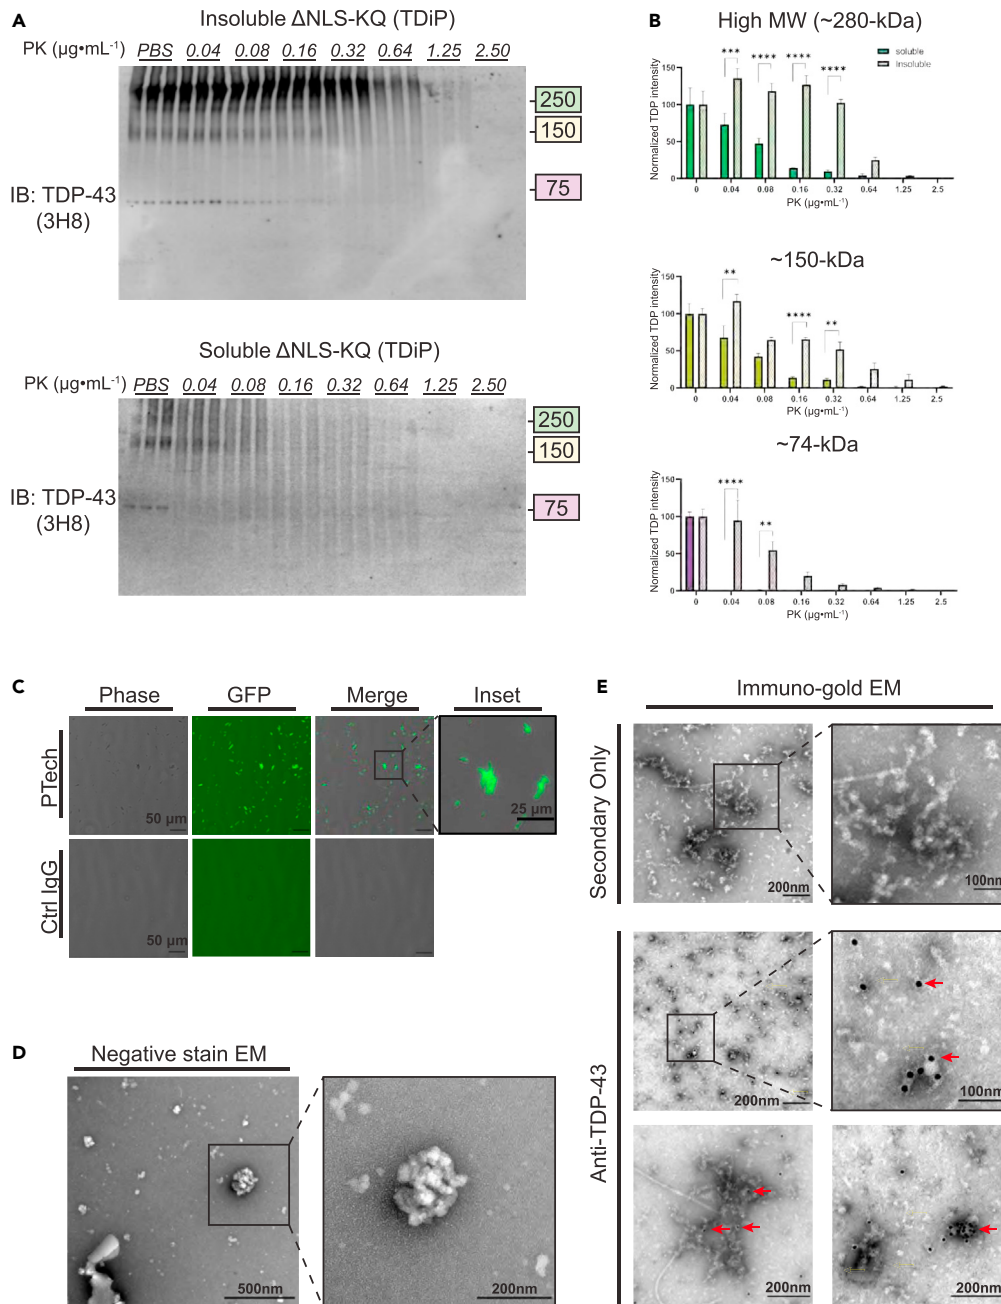 A
Insoluble ΔNLS-KQ (TDiP)
PK (µg•mL-1) PBS 0.04 0.08 0.16 0.32 0.64 1.25 2.50
250
150
75
IB: TDP-43
(3H8)
Soluble ΔNLS-KQ (TDiP)
PK (µg•mL-1) PBS 0.04 0.08 0.16 0.32 0.64 1.25 2.50
250
150
75
IB: TDP-43
(3H8)
B
High MW (~280-kDa)
soluble
Insoluble
Normalized TDP intensity
150
100
50
0
*** **** **** ****
0 0.04 0.08 0.16 0.32 0.64 1.25 2.5
PK (µg•mL-1)
~150-kDa
Normalized TDP intensity
150
100
50
0
** **** **
0 0.04 0.08 0.16 0.32 0.64 1.25 2.5
PK (µg•mL-1)
~74-kDa
Normalized TDP intensity
150
100
50
0
**** **
0 0.04 0.08 0.16 0.32 0.64 1.25 2.5
PK (µg•mL-1)
C
Phase GFP Merge Inset
PTech
50 µm
25 µm
Ctrl IgG
50 µm
D
Negative stain EM
500nm
200nm
E
Immuno-gold EM
Secondary Only
200nm
100nm
Anti-TDP-43
200nm
100nm
200nm
200nm